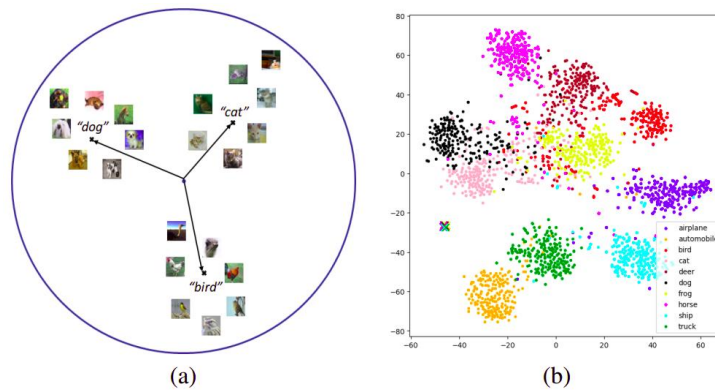 "dog"
"cat"
"bird"
(a)
80
60
40
20
0
−20
−40
−60
−80
−60
−40
−20
0
20
40
60
airplane
automobile
bird
cat
deer
dog
frog
horse
ship
truck
(b)